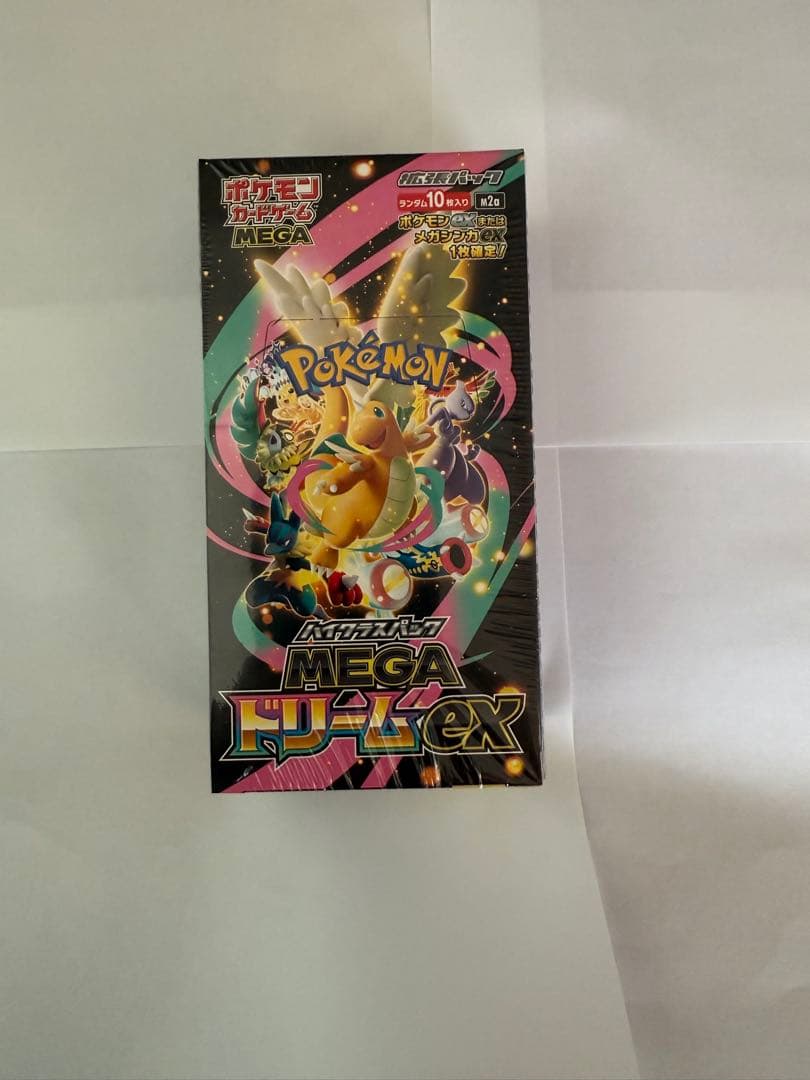 ポケモン
カードゲーム
MEGA
拡張パック
ランダム10枚入り
M2a
ポケモンexまたは
メガシンカex
1枚確定!
POKéMON
ハイクラスパック
MEGA
ドリームex